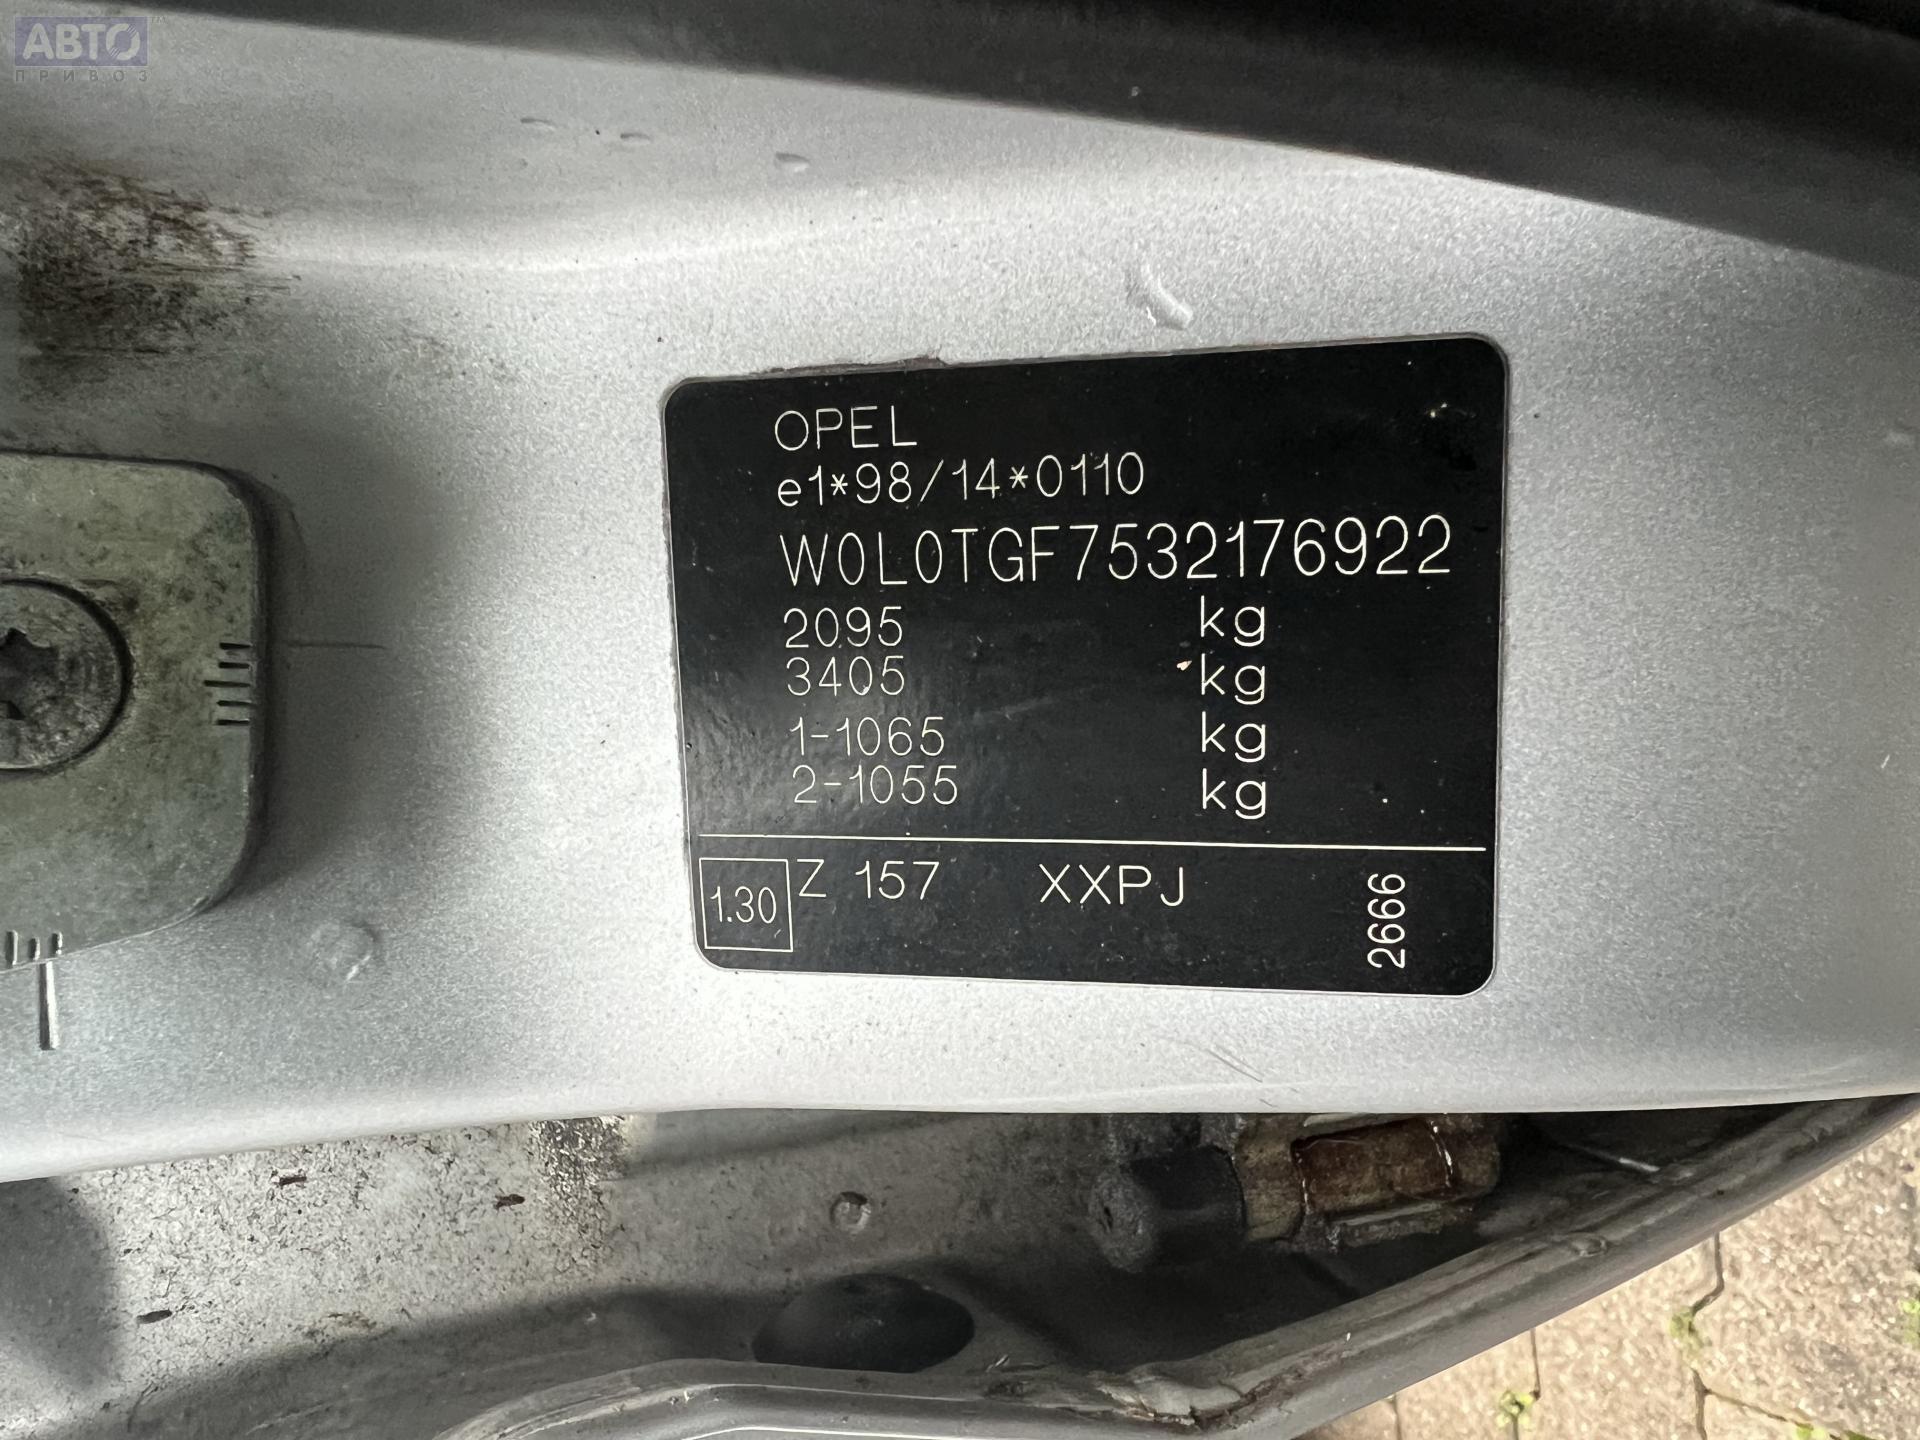 АВТО™
ПРИВОЗ
OPEL
e1*98/14*0110
W0L0TGF7532176922
2095 kg
3405 kg
1-1065 kg
2-1055 kg
1.30 Z 157 XXPJ
2666